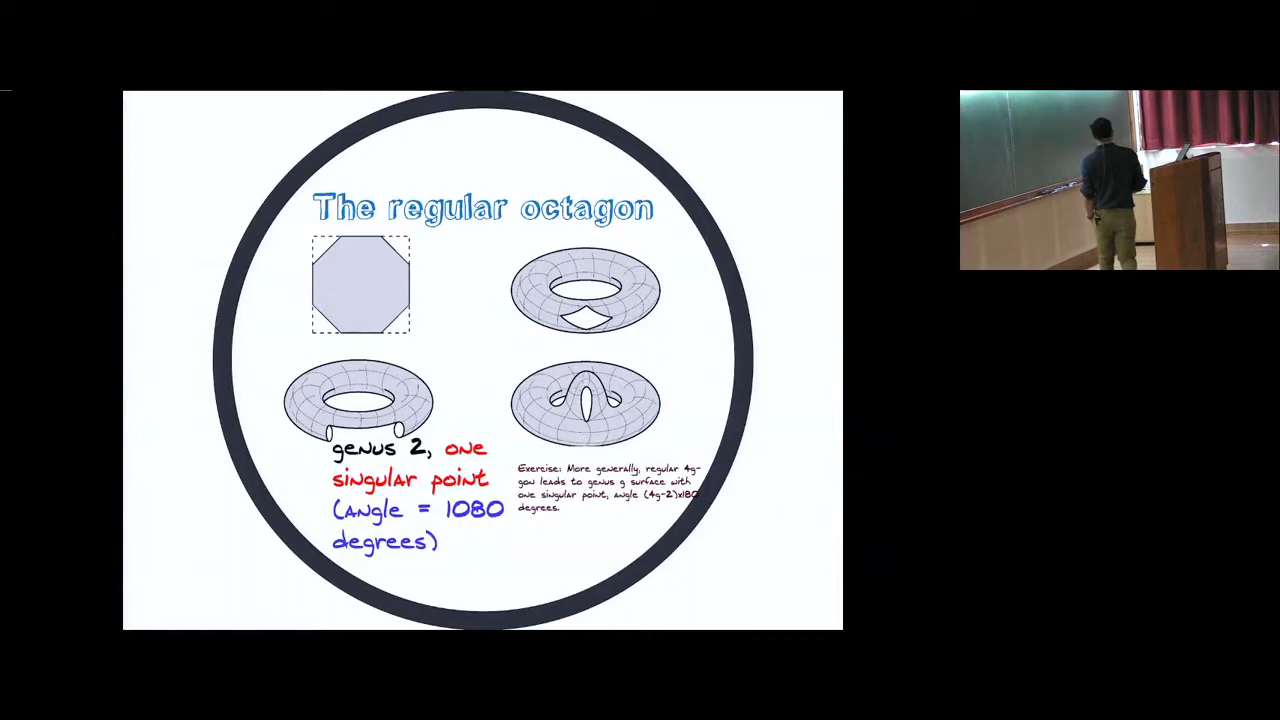 The regular octagon
genus 2, one
singular point
(angle = 1080
degrees)
Exercise: More generally, regular 4g-
gon leads to genus g surface with
one singular point, angle (4g-2)x180
degrees.